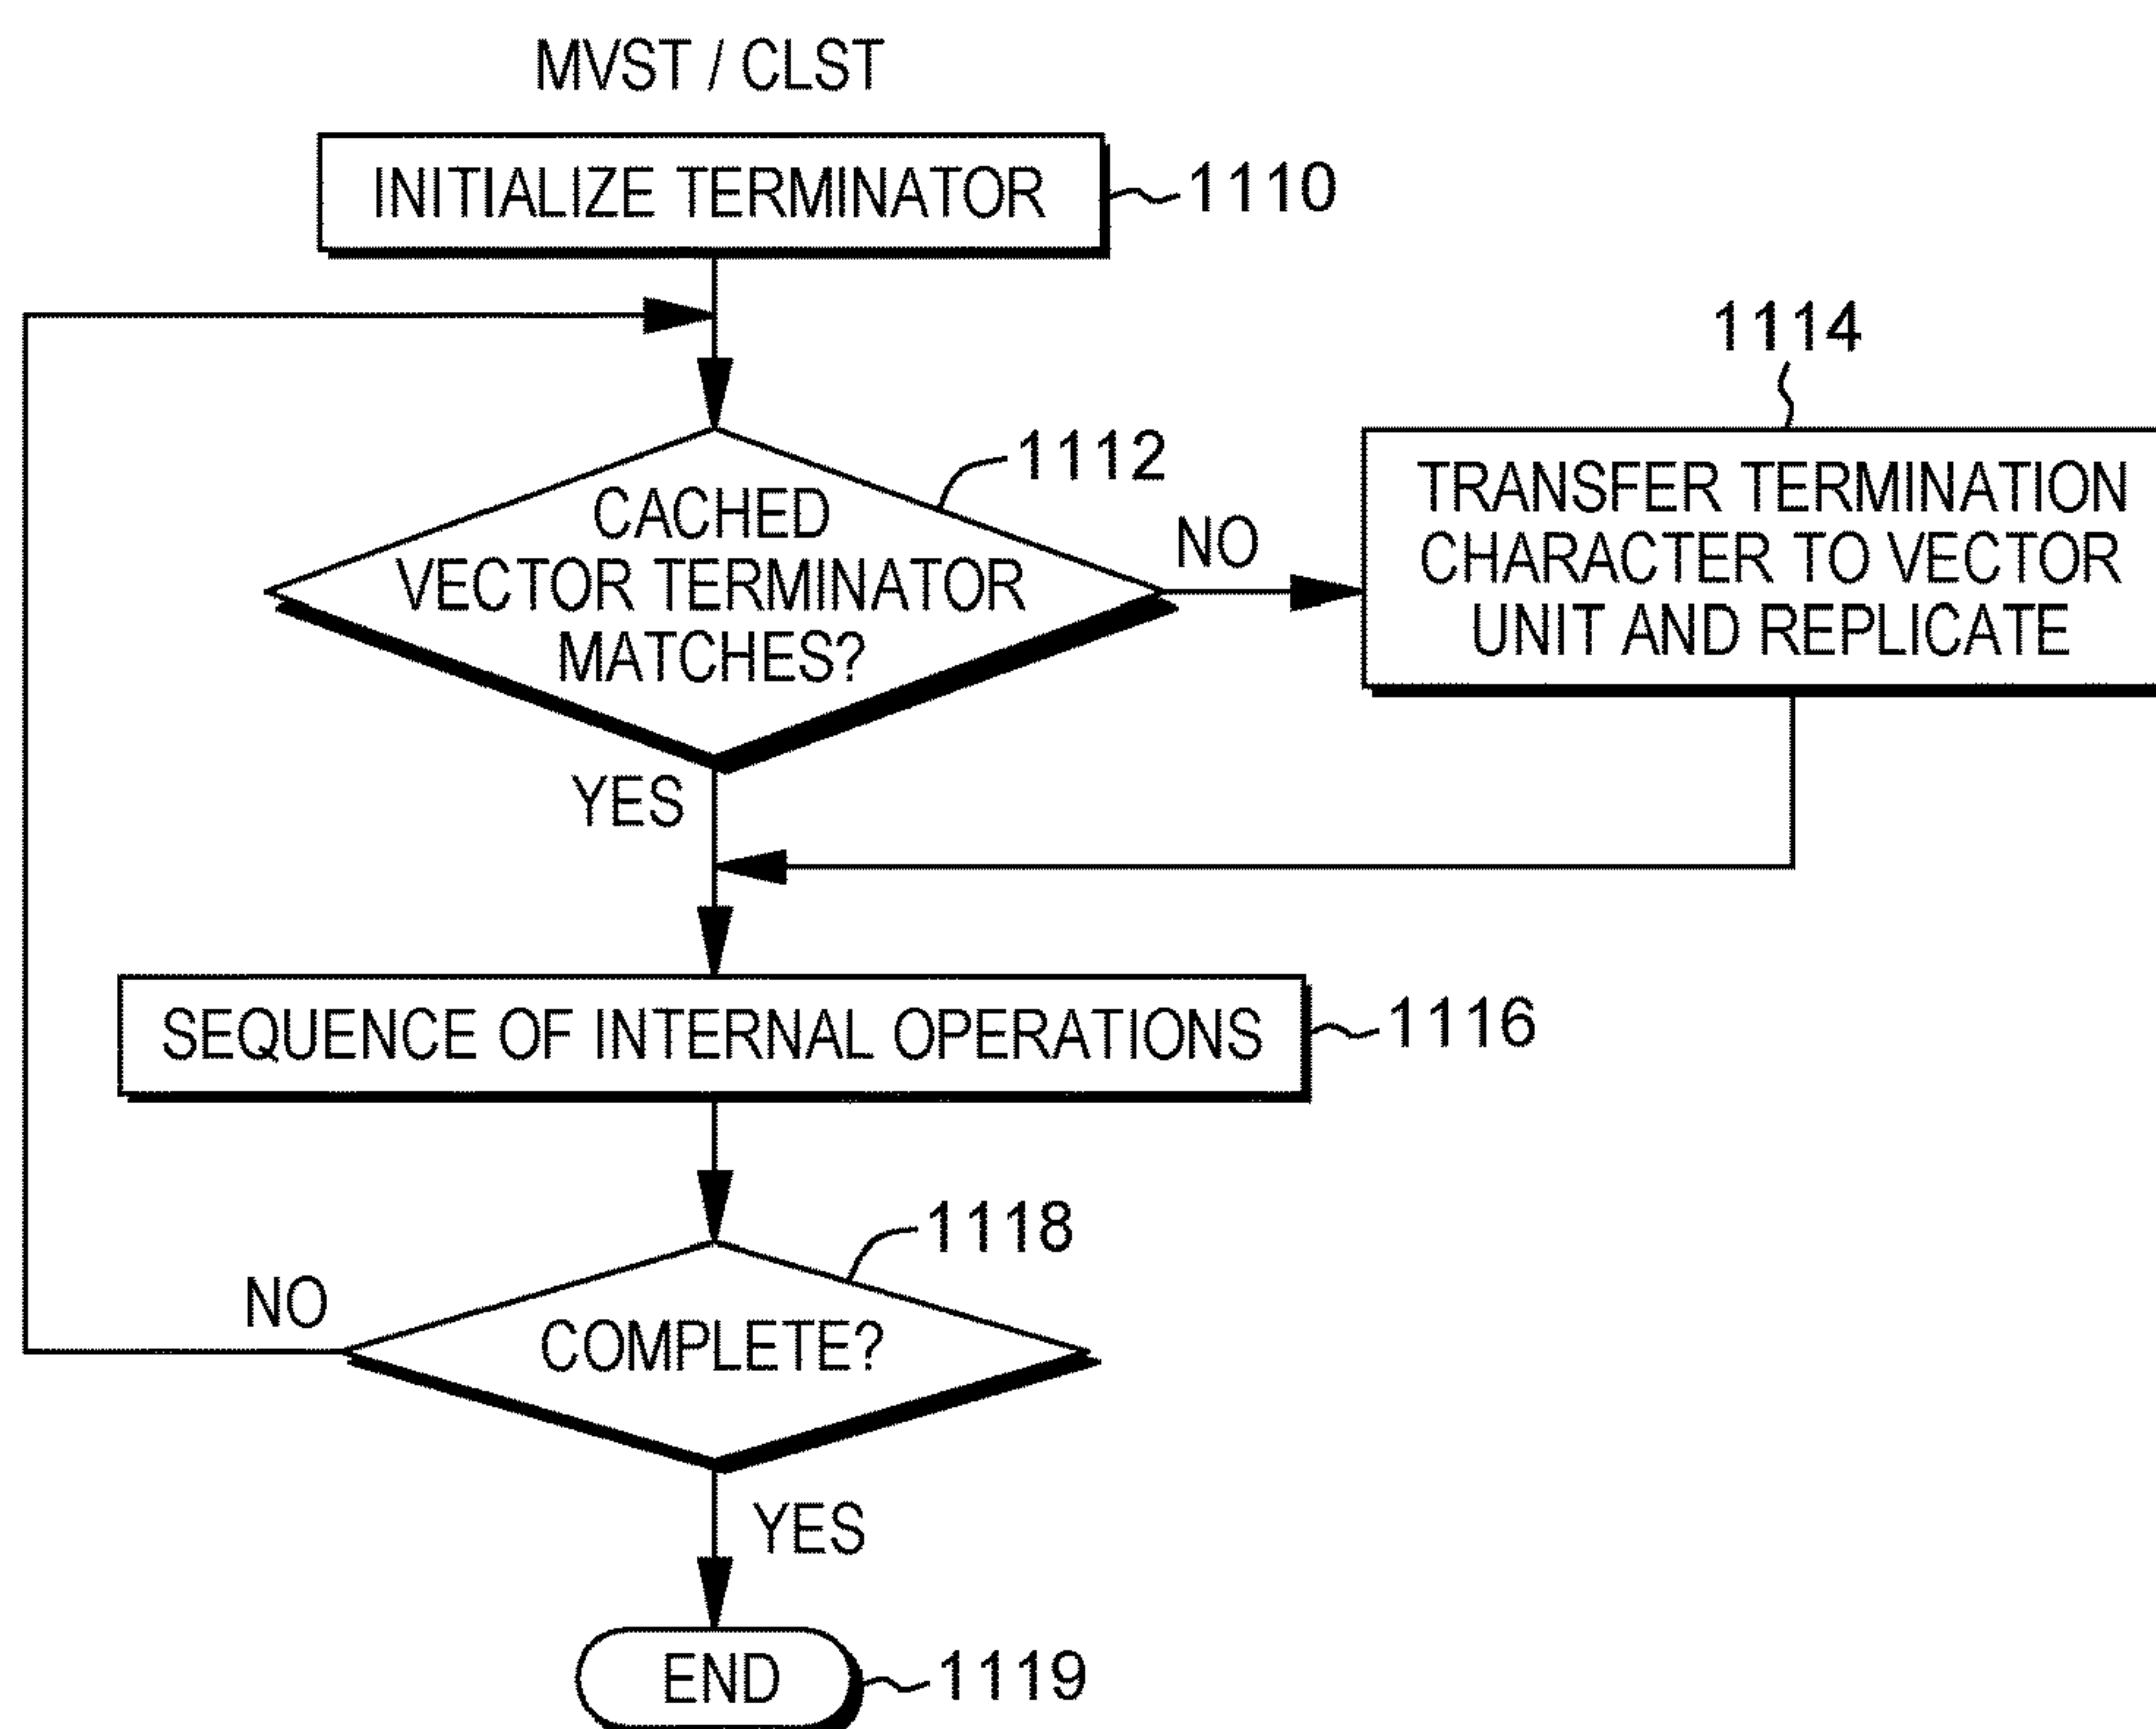 MVST / CLST
INITIALIZE TERMINATOR
1110
1114
1112
CACHED
VECTOR TERMINATOR
MATCHES?
NO
TRANSFER TERMINATION
CHARACTER TO VECTOR
UNIT AND REPLICATE
YES
SEQUENCE OF INTERNAL OPERATIONS
1116
1118
NO
COMPLETE?
YES
END
1119